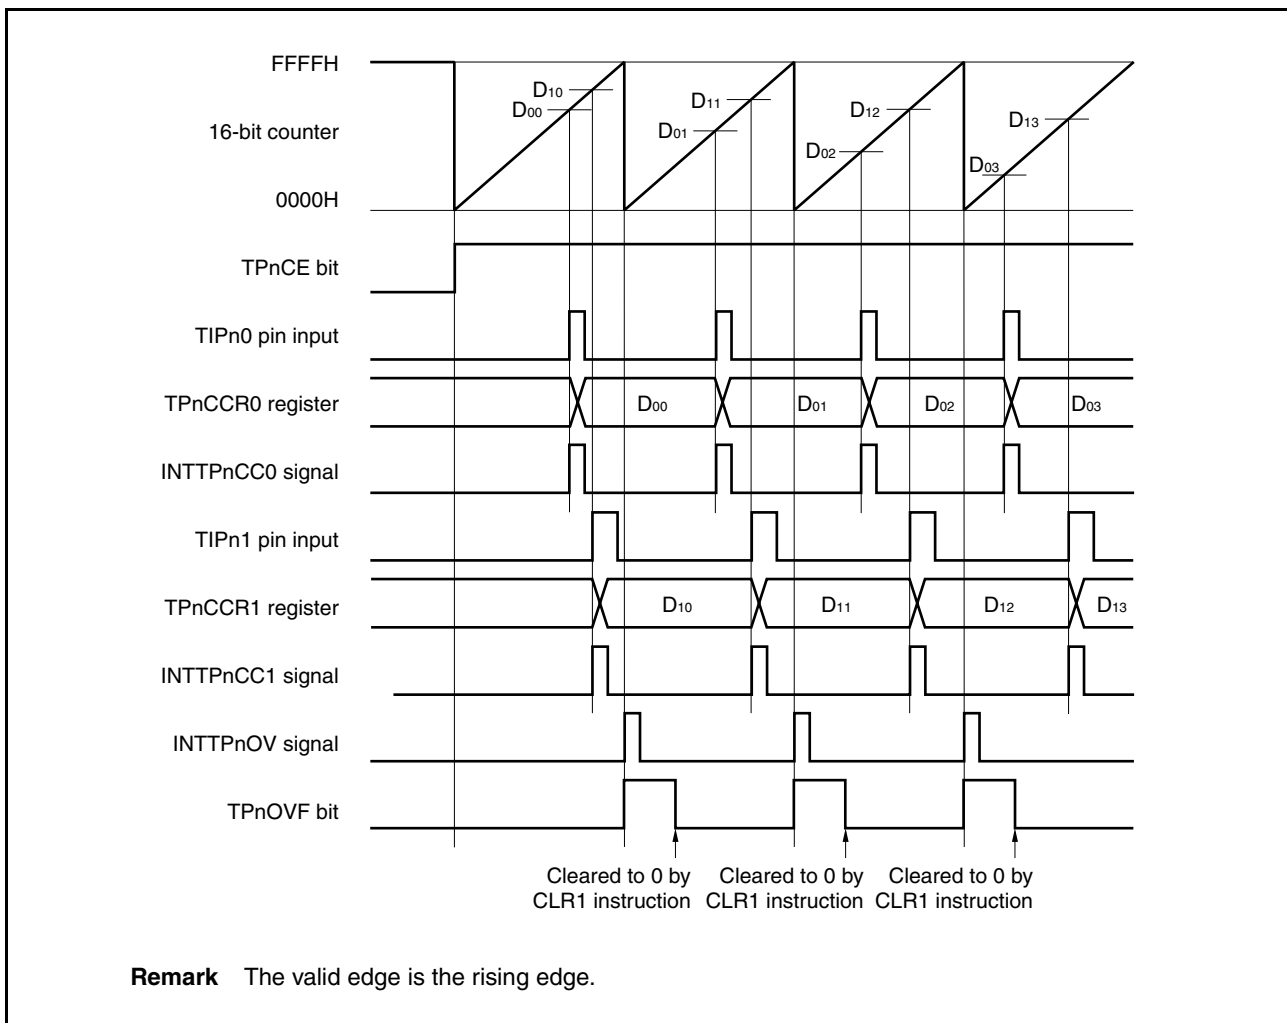 FFFFH
D10
D00
D11
D01
D12
D02
D13
D03
16-bit counter
0000H
TPnCE bit
TIPn0 pin input
TPnCCR0 register
D00
D01
D02
D03
INTTPnCC0 signal
TIPn1 pin input
TPnCCR1 register
D10
D11
D12
D13
INTTPnCC1 signal
INTTPnOV signal
TPnOVF bit
Cleared to 0 by
CLR1 instruction
Cleared to 0 by
CLR1 instruction
Cleared to 0 by
CLR1 instruction
Remark The valid edge is the rising edge.